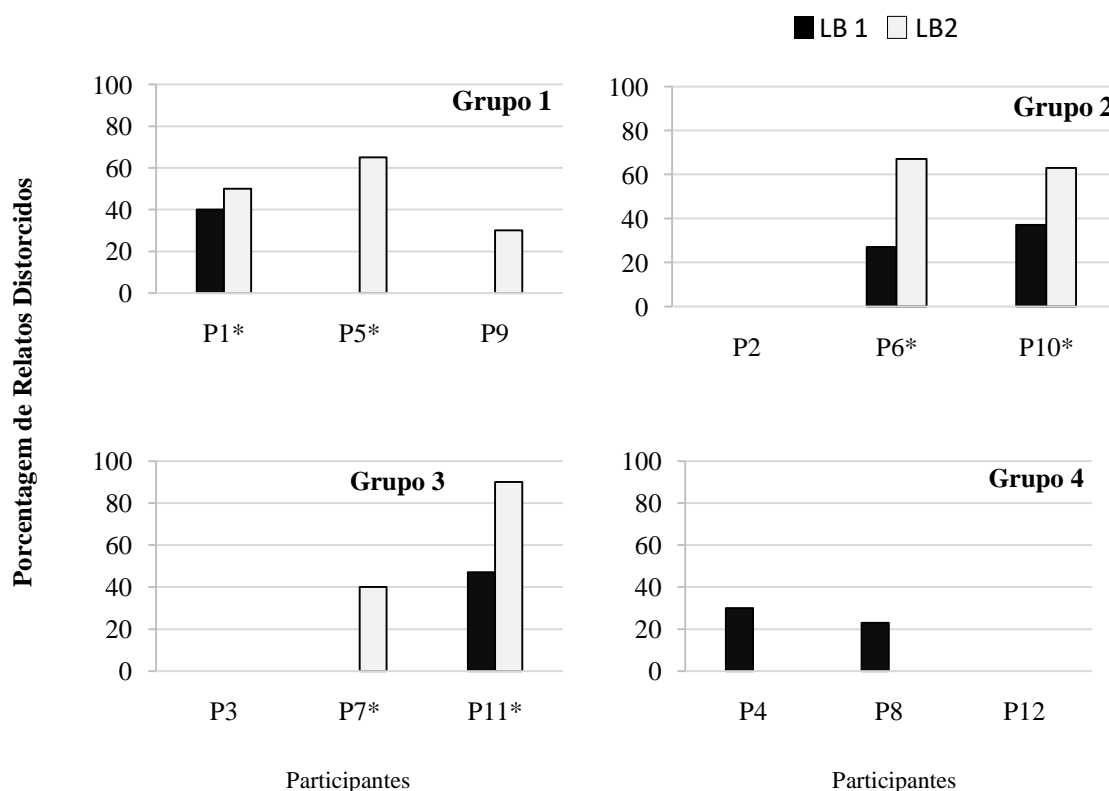 LB 1 LB2
Porcentagem de Relatos Distorcidos
Grupo 1
100
80
60
40
20
0
P1* P5* P9
Grupo 2
100
80
60
40
20
0
P2 P6* P10*
Grupo 3
100
80
60
40
20
0
P3 P7* P11*
Participantes
Grupo 4
100
80
60
40
20
0
P4 P8 P12
Participantes